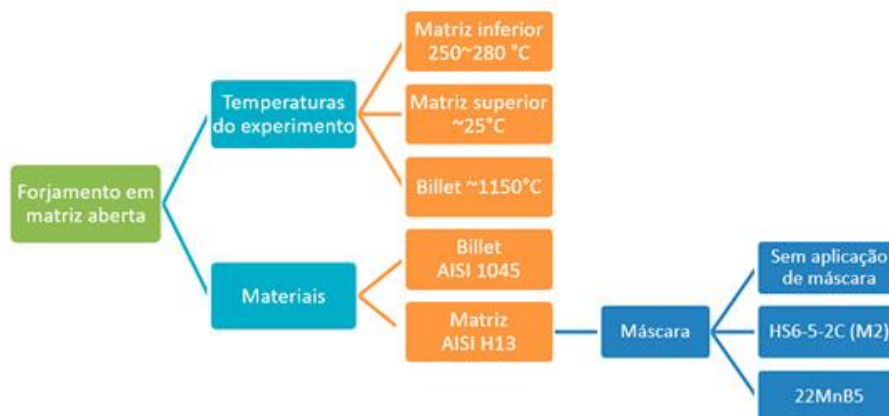 Forjamento em
matriz aberta
Temperaturas
do experimento
Matriz inferior
250~280 °C
Matriz superior
~25°C
Billet ~1150°C
Materiais
Billet
AISI 1045
Matriz
AISI H13
Máscara
Sem aplicação
de máscara
HS6-5-2C (M2)
22MnB5